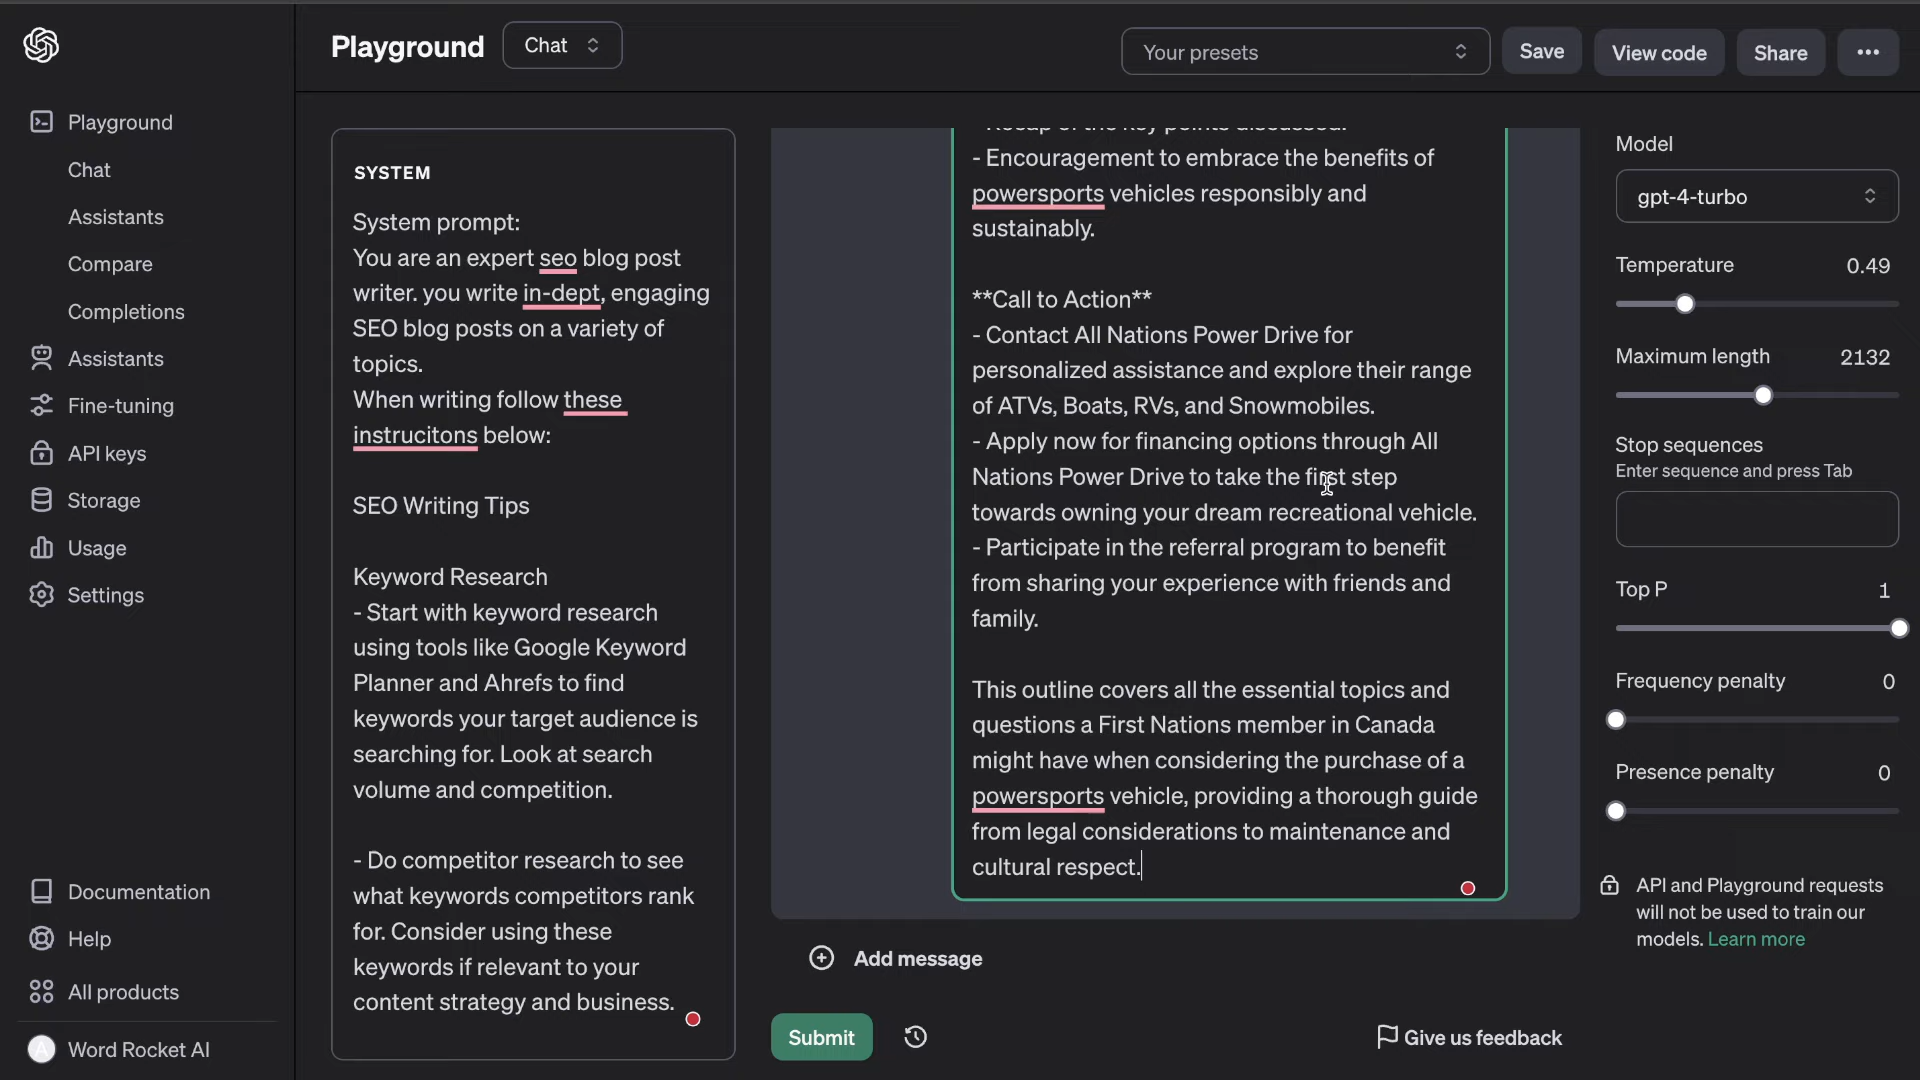 Playground
Chat
Your presets
Save
View code
Share
Playground
Chat
Assistants
Compare
Completions
Assistants
Fine-tuning
API keys
Storage
Usage
Settings
Documentation
Help
All products
Word Rocket AI
SYSTEM
System prompt:
You are an expert seo blog post
writer. you write in-dept, engaging
SEO blog posts on a variety of
topics.
When writing follow these
instrucitons below:
SEO Writing Tips
Keyword Research
- Start with keyword research
using tools like Google Keyword
Planner and Ahrefs to find
keywords your target audience is
searching for. Look at search
volume and competition.
- Do competitor research to see
what keywords competitors rank
for. Consider using these
keywords if relevant to your
content strategy and business.
- Recap of the key points discussed.
- Encouragement to embrace the benefits of
powersports vehicles responsibly and
sustainably.
**Call to Action**
- Contact All Nations Power Drive for
personalized assistance and explore their range
of ATVs, Boats, RVs, and Snowmobiles.
- Apply now for financing options through All
Nations Power Drive to take the first step
towards owning your dream recreational vehicle.
- Participate in the referral program to benefit
from sharing your experience with friends and
family.
This outline covers all the essential topics and
questions a First Nations member in Canada
might have when considering the purchase of a
powersports vehicle, providing a thorough guide
from legal considerations to maintenance and
cultural respect.
Add message
Submit
Give us feedback
Model
gpt-4-turbo
Temperature 0.49
Maximum length 2132
Stop sequences
Enter sequence and press Tab
Top P 1
Frequency penalty 0
Presence penalty 0
API and Playground requests
will not be used to train our
models. Learn more